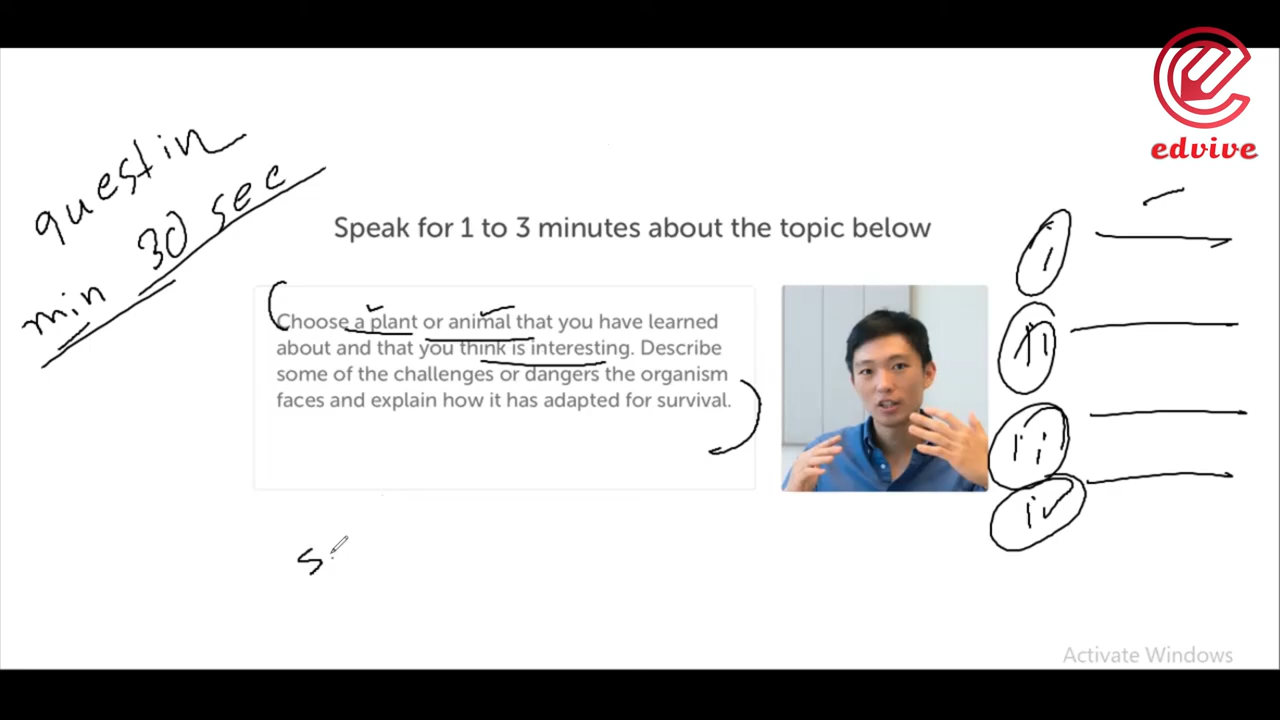 edvive
questin
min 30 sec
Speak for 1 to 3 minutes about the topic below
Choose a plant or animal that you have learned
about and that you think is interesting. Describe
some of the challenges or dangers the organism
faces and explain how it has adapted for survival.
i
ii
iii
iv
s
Activate Windows